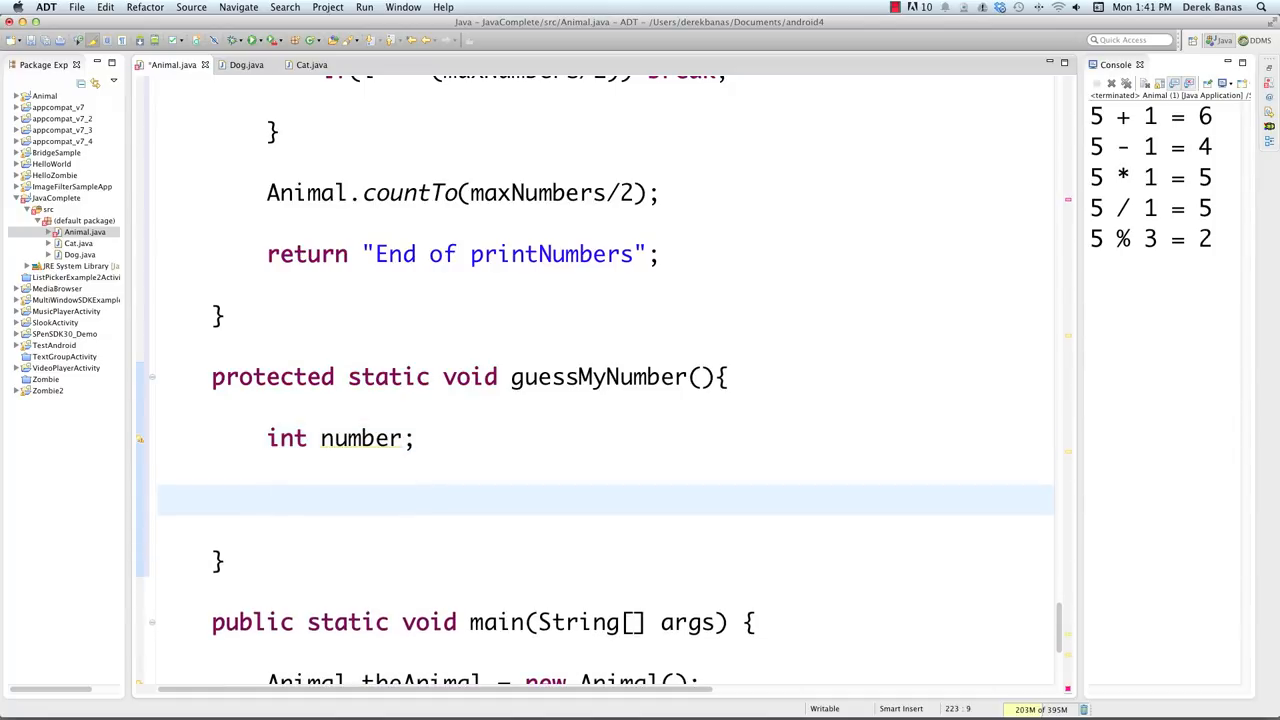 ADT File Edit Refactor Source Navigate Search Project Run Window Help 10 Mon 1:41 PM Derek Banas
Java - JavaComplete/src/Animal.java - ADT - /Users/derekbanas/Documents/android4
Quick Access Java DDMS
Package Exp
*Animal.java Dog.java Cat.java
Console
<terminated> Animal (1) [Java Application] /S
Animal
appcompat_v7
appcompat_v7_2
appcompat_v7_3
appcompat_v7_4
BridgeSample
HelloWorld
HelloZombie
ImageFilterSampleApp
JavaComplete
src
(default package)
Animal.java
Cat.java
Dog.java
JRE System Library [Ja
ListPickerExample2Activi
MediaBrowser
MultiWindowSDKExample
MusicPlayerActivity
SlookActivity
SPenSDK30_Demo
TestAndroid
TextGroupActivity
VideoPlayerActivity
Zombie
Zombie2
(maxNumbers/2)) break;
}
Animal.countTo(maxNumbers/2);
return "End of printNumbers";
}
protected static void guessMyNumber(){
int number;
}
public static void main(String[] args) {
Animal theAnimal = new Animal();
5 + 1 = 6
5 - 1 = 4
5 * 1 = 5
5 / 1 = 5
5 % 3 = 2
Writable Smart Insert 223 : 9 203M of 395M